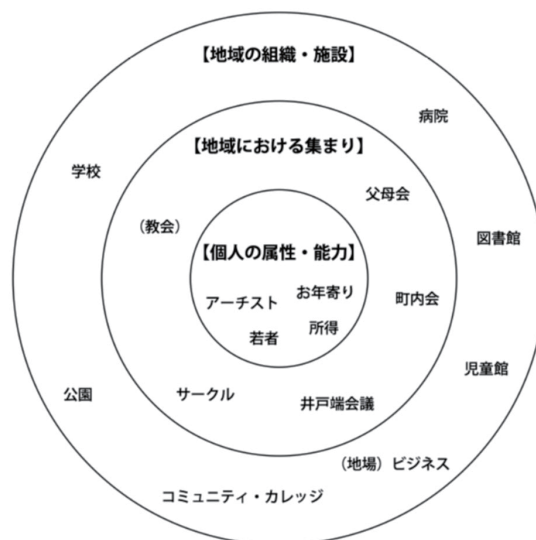 【地域の組織・施設】
病院
【地域における集まり】
学校
父母会
（教会）
図書館
【個人の属性・能力】
お年寄り
アーチスト
町内会
所得
若者
児童館
公園
サークル
井戸端会議
（地場）ビジネス
コミュニティ・カレッジ